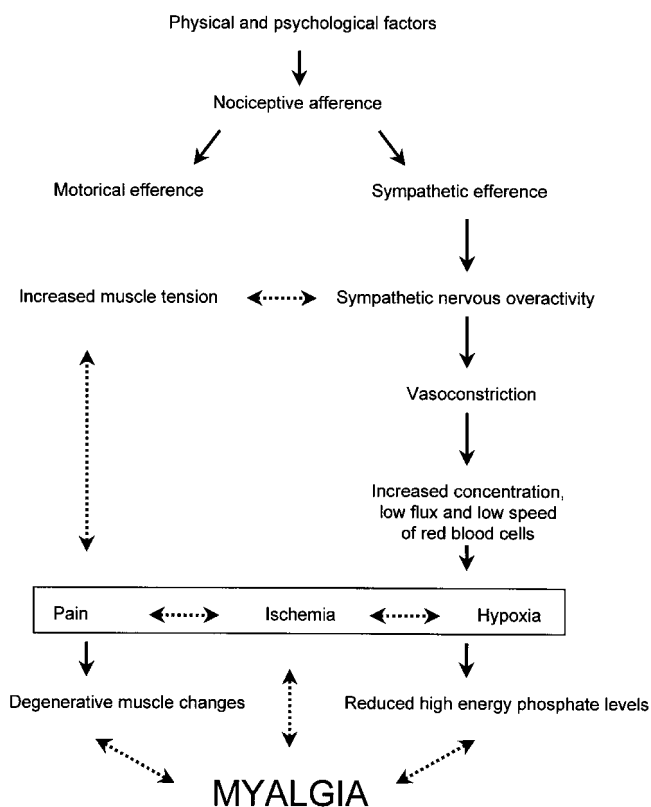 Physical and psychological factors
Nociceptive afference
Motorical efference
Sympathetic efference
Increased muscle tension
Sympathetic nervous overactivity
Vasoconstriction
Increased concentration,
low flux and low speed
of red blood cells
Pain
Ischemia
Hypoxia
Degenerative muscle changes
Reduced high energy phosphate levels
MYALGIA